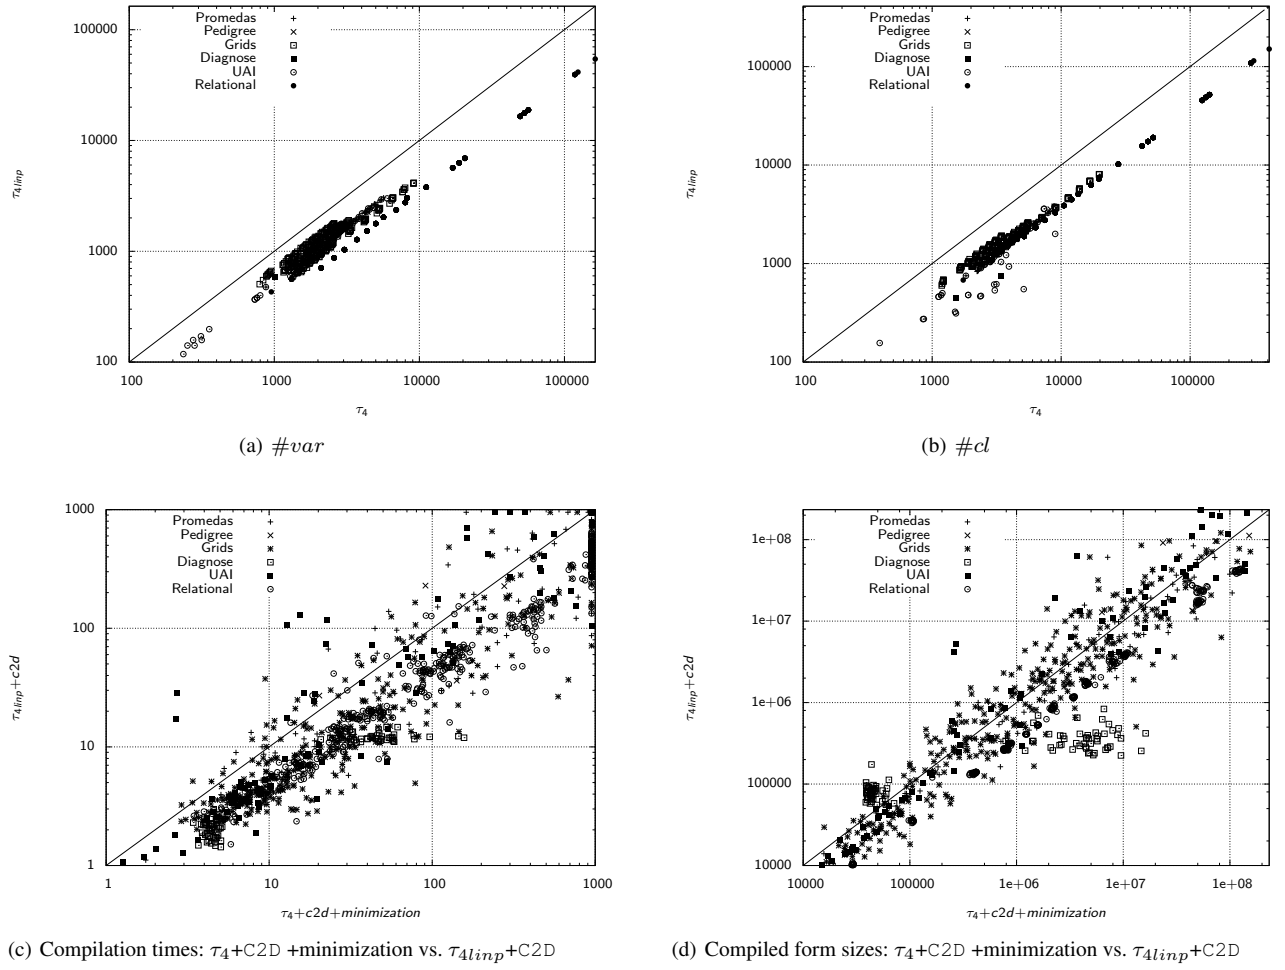 100000
10000
1000
100
τ4linp
Promedas
Pedigree
Grids
Diagnose
UAI
Relational
100 1000 10000 100000
τ4
(a) #var
100000
10000
1000
100
τ4linp
Promedas
Pedigree
Grids
Diagnose
UAI
Relational
100 1000 10000 100000
τ4
(b) #cl
1000
100
10
1
τ4linp+c2d
Promedas
Pedigree
Grids
Diagnose
UAI
Relational
1 10 100 1000
τ4+c2d+minimization
(c) Compilation times: τ4+C2D +minimization vs. τ4linp+C2D
1e+08
1e+07
1e+06
100000
10000
τ4linp+c2d
Promedas
Pedigree
Grids
Diagnose
UAI
Relational
10000 100000 1e+06 1e+07 1e+08
τ4+c2d+minimization
(d) Compiled form sizes: τ4+C2D +minimization vs. τ4linp+C2D